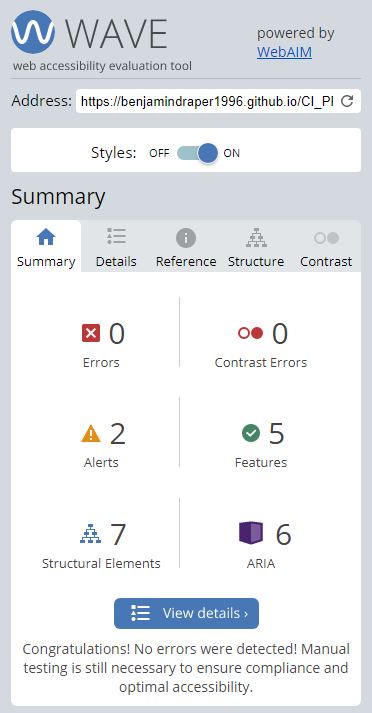 WAVE
web accessibility evaluation tool
powered by
WebAIM
Address: https://benjamindraper1996.github.io/CI_PI
Styles: OFF ON
Summary
Summary Details Reference Structure Contrast
0 0
Errors Contrast Errors
2 5
Alerts Features
7 6
Structural Elements ARIA
View details ›
Congratulations! No errors were detected! Manual
testing is still necessary to ensure compliance and
optimal accessibility.